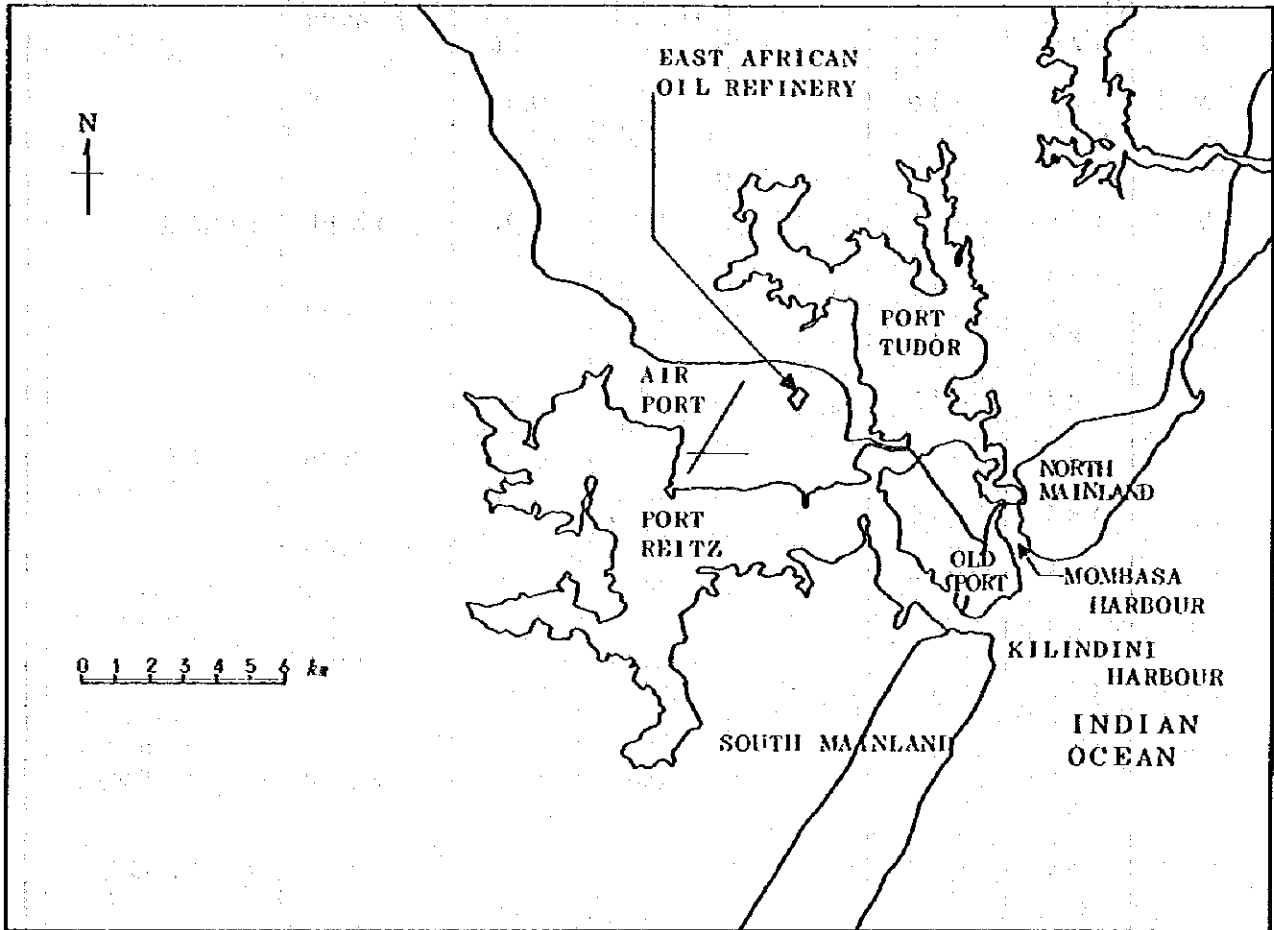 EAST AFRICAN
OIL REFINERY
N
PORT
TUDOR
AIR
PORT
NORTH
MAINLAND
PORT
REITZ
OLD
PORT
MOMBASA
HARBOUR
KILINDINI
HARBOUR
0 1 2 3 4 5 6 km
SOUTH MAINLAND
INDIAN
OCEAN